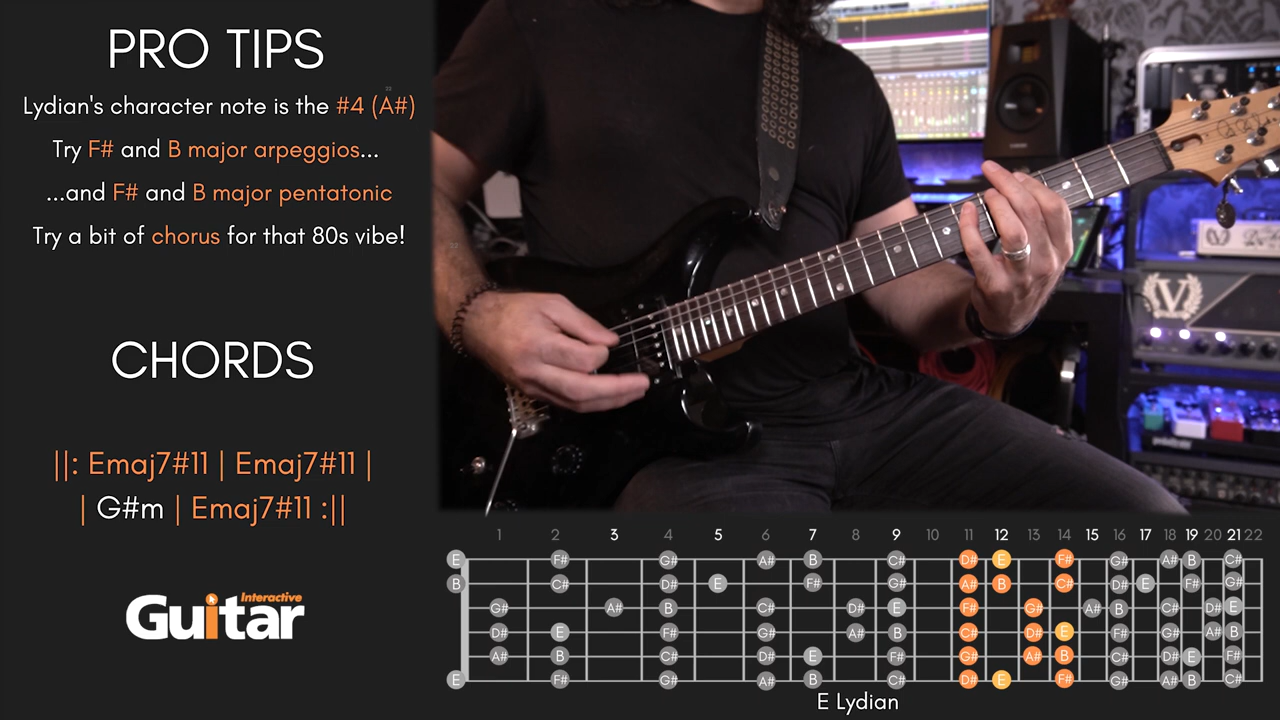 PRO TIPS
Lydian's character note is the #4 (A#)
Try F# and B major arpeggios...
...and F# and B major pentatonic
Try a bit of chorus for that 80s vibe!
CHORDS
||: Emaj7#11 | Emaj7#11 |
| G#m | Emaj7#11 :||
Interactive
Guitar
1 2 3 4 5 6 7 8 9 10 11 12 13 14 15 16 17 18 19 20 21 22
E F# G# A# B C# D# E F# G# A# B C#
B C# D# E F# G# A# B C# D# E F# G#
G# A# B C# D# E F# G# A# B C# D# E
D# E F# G# A# B C# D# E F# G# A# B
A# B C# D# E F# G# A# B C# D# E F#
E F# G# A# B C# D# E F# G# A# B C#
E Lydian